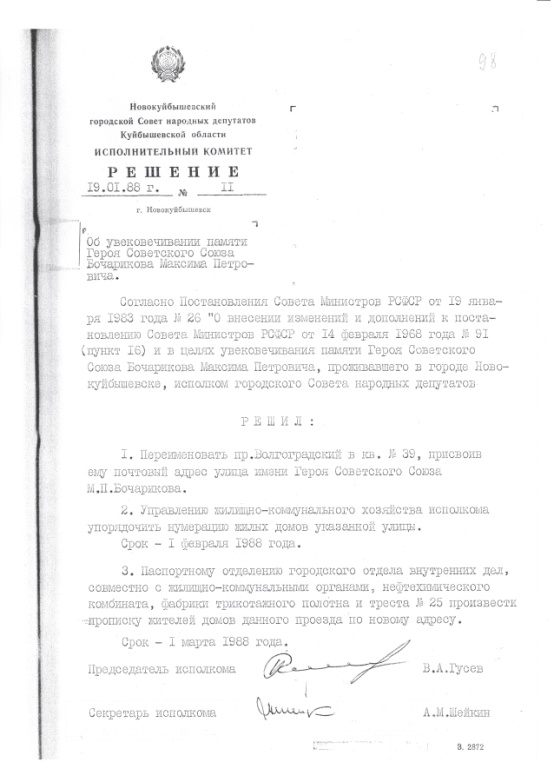 98
Новокуйбышевский
городской Совет народных депутатов
Куйбышевской области
ИСПОЛНИТЕЛЬНЫЙ КОМИТЕТ
РЕШЕНИЕ
19.01.88 г. № 11
г. Новокуйбышевск
Об увековечивании памяти
Героя Советского Союза
Бочарикова Максима Петро-
вича.
Согласно Постановления Совета Министров РСФСР от 19 янва-
ря 1983 года № 26 "О внесении изменений и дополнений к поста-
новлению Совета Министров РСФСР от 14 февраля 1968 года № 91
(пункт 16) и в целях увековечивания памяти Героя Советского
Союза Бочарикова Максима Петровича, проживавшего в городе Ново-
куйбышевске, исполком городского Совета народных депутатов
РЕШИЛ:
1. Переименовать пр.Волгоградский в кв. № 39, присвоив
ему почтовый адрес улица имени Героя Советского Союза
М.П.Бочарикова.
2. Управлению жилищно-коммунального хозяйства исполкома
упорядочить нумерацию жилых домов указанной улицы.
Срок - 1 февраля 1988 года.
3. Паспортному отделению городского отдела внутренних дел,
совместно с жилищно-коммунальными органами, нефтехимического
комбината, фабрики трикотажного полотна и треста № 25 произвести
прописку жителей домов данного проезда по новому адресу.
Срок - 1 марта 1988 года.
Председатель исполкома В.А.Гусев
Секретарь исполкома А.М.Шейкин
З. 2872